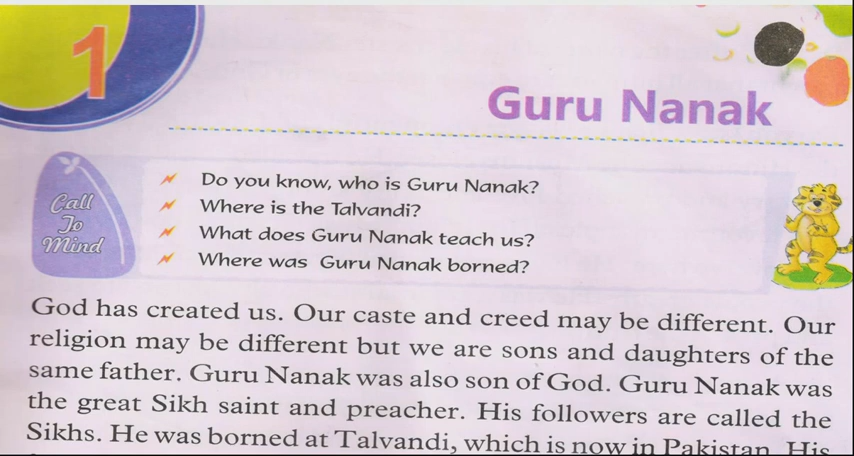 1
Guru Nanak
Call
To
Mind
Do you know, who is Guru Nanak?
Where is the Talvandi?
What does Guru Nanak teach us?
Where was Guru Nanak borned?
God has created us. Our caste and creed may be different. Our
religion may be different but we are sons and daughters of the
same father. Guru Nanak was also son of God. Guru Nanak was
the great Sikh saint and preacher. His followers are called the
Sikhs. He was borned at Talvandi, which is now in Pakistan. His